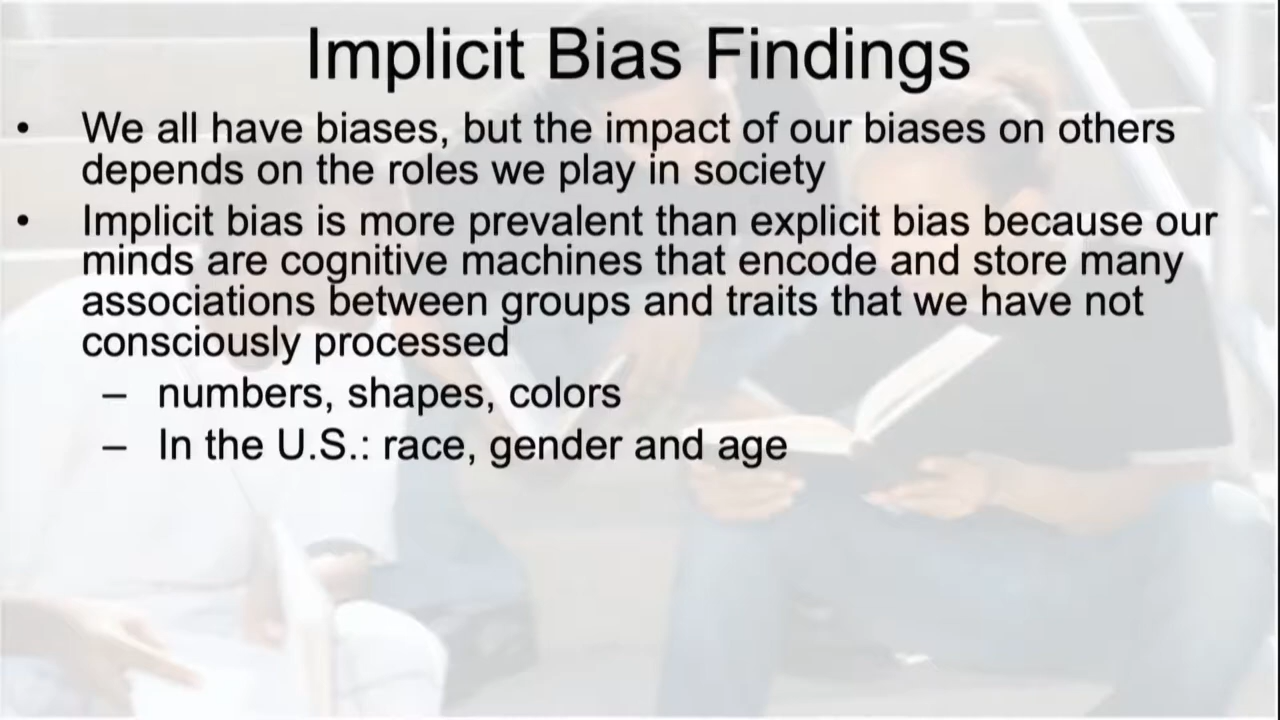 Implicit Bias Findings
• We all have biases, but the impact of our biases on others
depends on the roles we play in society
• Implicit bias is more prevalent than explicit bias because our
minds are cognitive machines that encode and store many
associations between groups and traits that we have not
consciously processed
– numbers, shapes, colors
– In the U.S.: race, gender and age